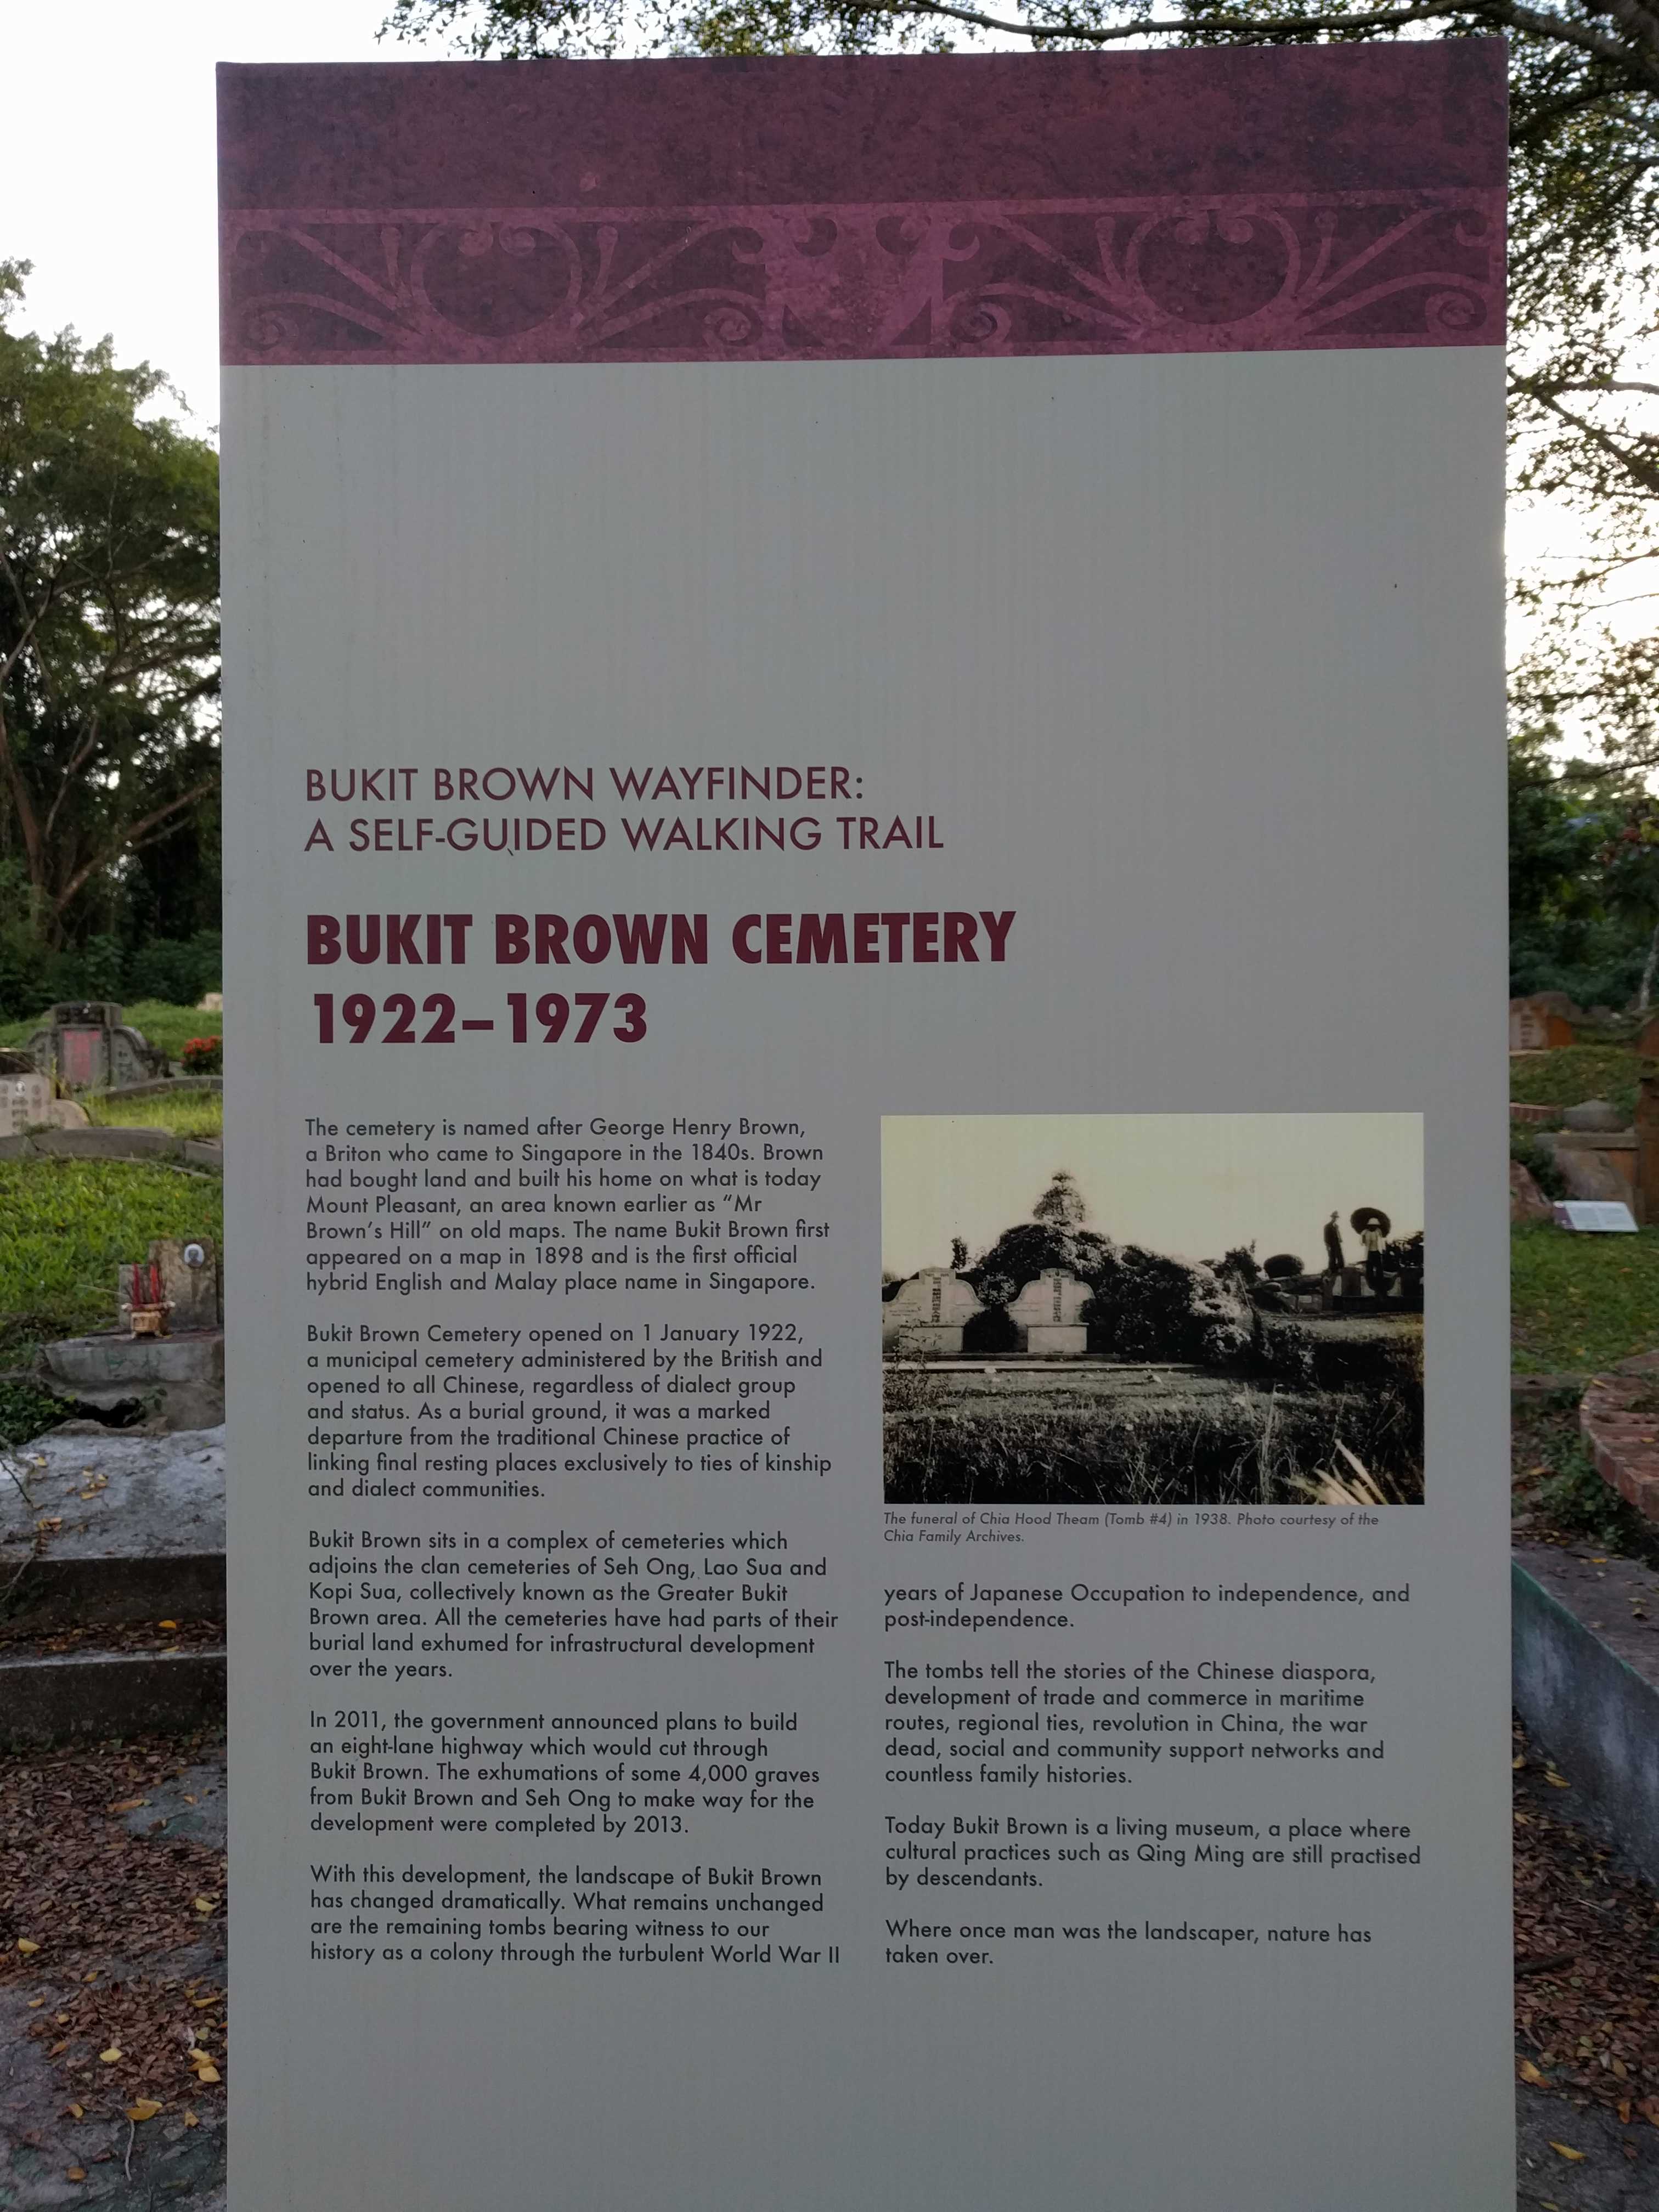 BUKIT BROWN WAYFINDER:
A SELF-GUIDED WALKING TRAIL
BUKIT BROWN CEMETERY
1922–1973
The cemetery is named after George Henry Brown,
a Briton who came to Singapore in the 1840s. Brown
had bought land and built his home on what is today
Mount Pleasant, an area known earlier as “Mr
Brown’s Hill” on old maps. The name Bukit Brown first
appeared on a map in 1898 and is the first official
hybrid English and Malay place name in Singapore.
Bukit Brown Cemetery opened on 1 January 1922,
a municipal cemetery administered by the British and
opened to all Chinese, regardless of dialect group
and status. As a burial ground, it was a marked
departure from the traditional Chinese practice of
linking final resting places exclusively to ties of kinship
and dialect communities.
Bukit Brown sits in a complex of cemeteries which
adjoins the clan cemeteries of Seh Ong, Lao Sua and
Kopi Sua, collectively known as the Greater Bukit
Brown area. All the cemeteries have had parts of their
burial land exhumed for infrastructural development
over the years.
In 2011, the government announced plans to build
an eight-lane highway which would cut through
Bukit Brown. The exhumations of some 4,000 graves
from Bukit Brown and Seh Ong to make way for the
development were completed by 2013.
With this development, the landscape of Bukit Brown
has changed dramatically. What remains unchanged
are the remaining tombs bearing witness to our
history as a colony through the turbulent World War II
The funeral of Chia Hood Theam (Tomb #4) in 1938. Photo courtesy of the
Chia Family Archives.
years of Japanese Occupation to independence, and
post-independence.
The tombs tell the stories of the Chinese diaspora,
development of trade and commerce in maritime
routes, regional ties, revolution in China, the war
dead, social and community support networks and
countless family histories.
Today Bukit Brown is a living museum, a place where
cultural practices such as Qing Ming are still practised
by descendants.
Where once man was the landscaper, nature has
taken over.